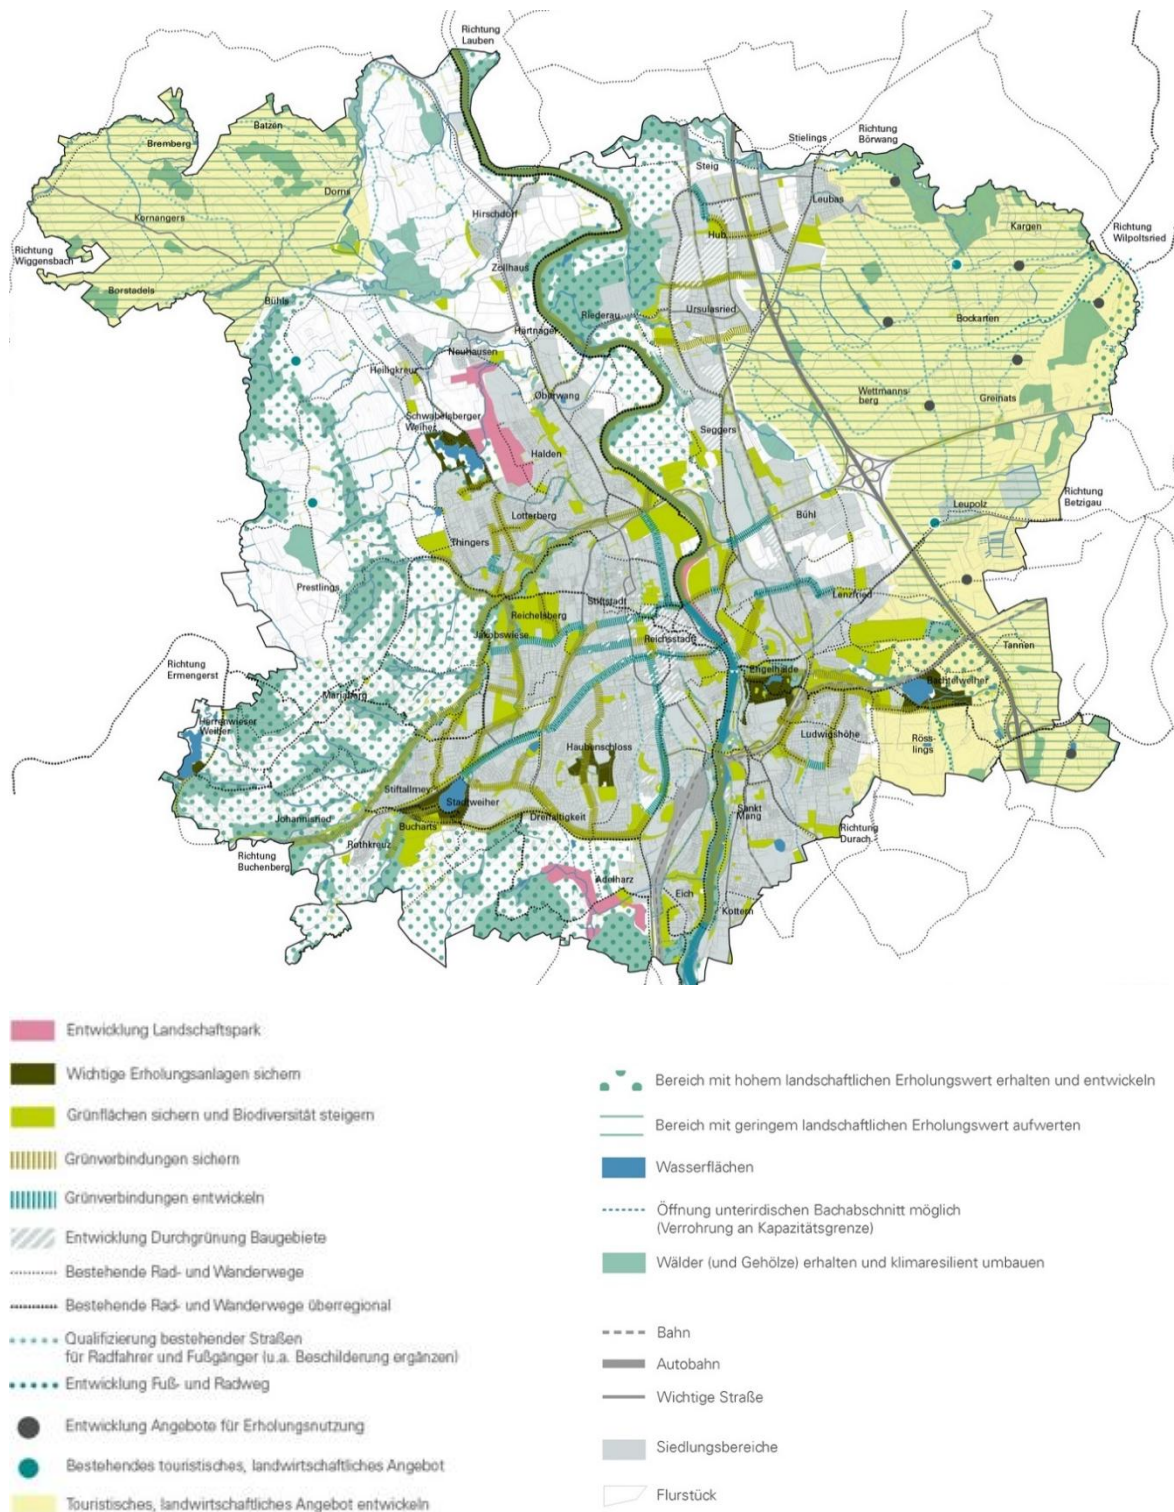 Richtung
Lauben
Batzen
Bremberg
Steig
Stielings
Richtung
Börwang
Dorns
Leubas
Hirschdorf
Kornangers
Hub
Kargen
Richtung
Wilpoltsried
Richtung
Wiggensbach
Zollhaus
Borstadels
Bühls
Riederau
Ursulasried
Bockarten
Hartnagel
Neuhausen
Heiligkreuz
Oberwang
Wettmanns-
berg
Greinats
Schwabelsberger
Weiher
Seggers
Halden
Leupolz
Richtung
Betzigau
Lotterberg
Bühl
Thingers
Prestlings
Stiftstadt
Lanzfried
Reichelsberg
Jakobswiese
Reichsstadt
Tannen
Richtung
Ermengerst
Engelhalde
Bachtelweiher
Mariaberg
Herrenwieser
Weiher
Ludwigshöhe
Röss-
lings
Haubenschloss
Stiftallmey
Stadtweiher
Sankt
Mang
Johannisried
Dreifaltigkeit
Bucharts
Richtung
Durach
Rothkreuz
Richtung
Buchenberg
Adelharz
Eich
Kottern
Entwicklung Landschaftspark
Wichtige Erholungsanlagen sichern
Grünflächen sichern und Biodiversität steigern
Grünverbindungen sichern
Grünverbindungen entwickeln
Entwicklung Durchgrünung Baugebiete
Bestehende Rad- und Wanderwege
Bestehende Rad- und Wanderwege überregional
Qualifizierung bestehender Straßen
für Radfahrer und Fußgänger (u.a. Beschilderung ergänzen)
Entwicklung Fuß- und Radweg
Entwicklung Angebote für Erholungsnutzung
Bestehendes touristisches, landwirtschaftliches Angebot
Touristisches, landwirtschaftliches Angebot entwickeln
Bereich mit hohem landschaftlichen Erholungswert erhalten und entwickeln
Bereich mit geringem landschaftlichen Erholungswert aufwerten
Wasserflächen
Öffnung unterirdischen Bachabschnitt möglich
(Verrohrung an Kapazitätsgrenze)
Wälder (und Gehölze) erhalten und klimaresilient umbauen
Bahn
Autobahn
Wichtige Straße
Siedlungsbereiche
Flurstück